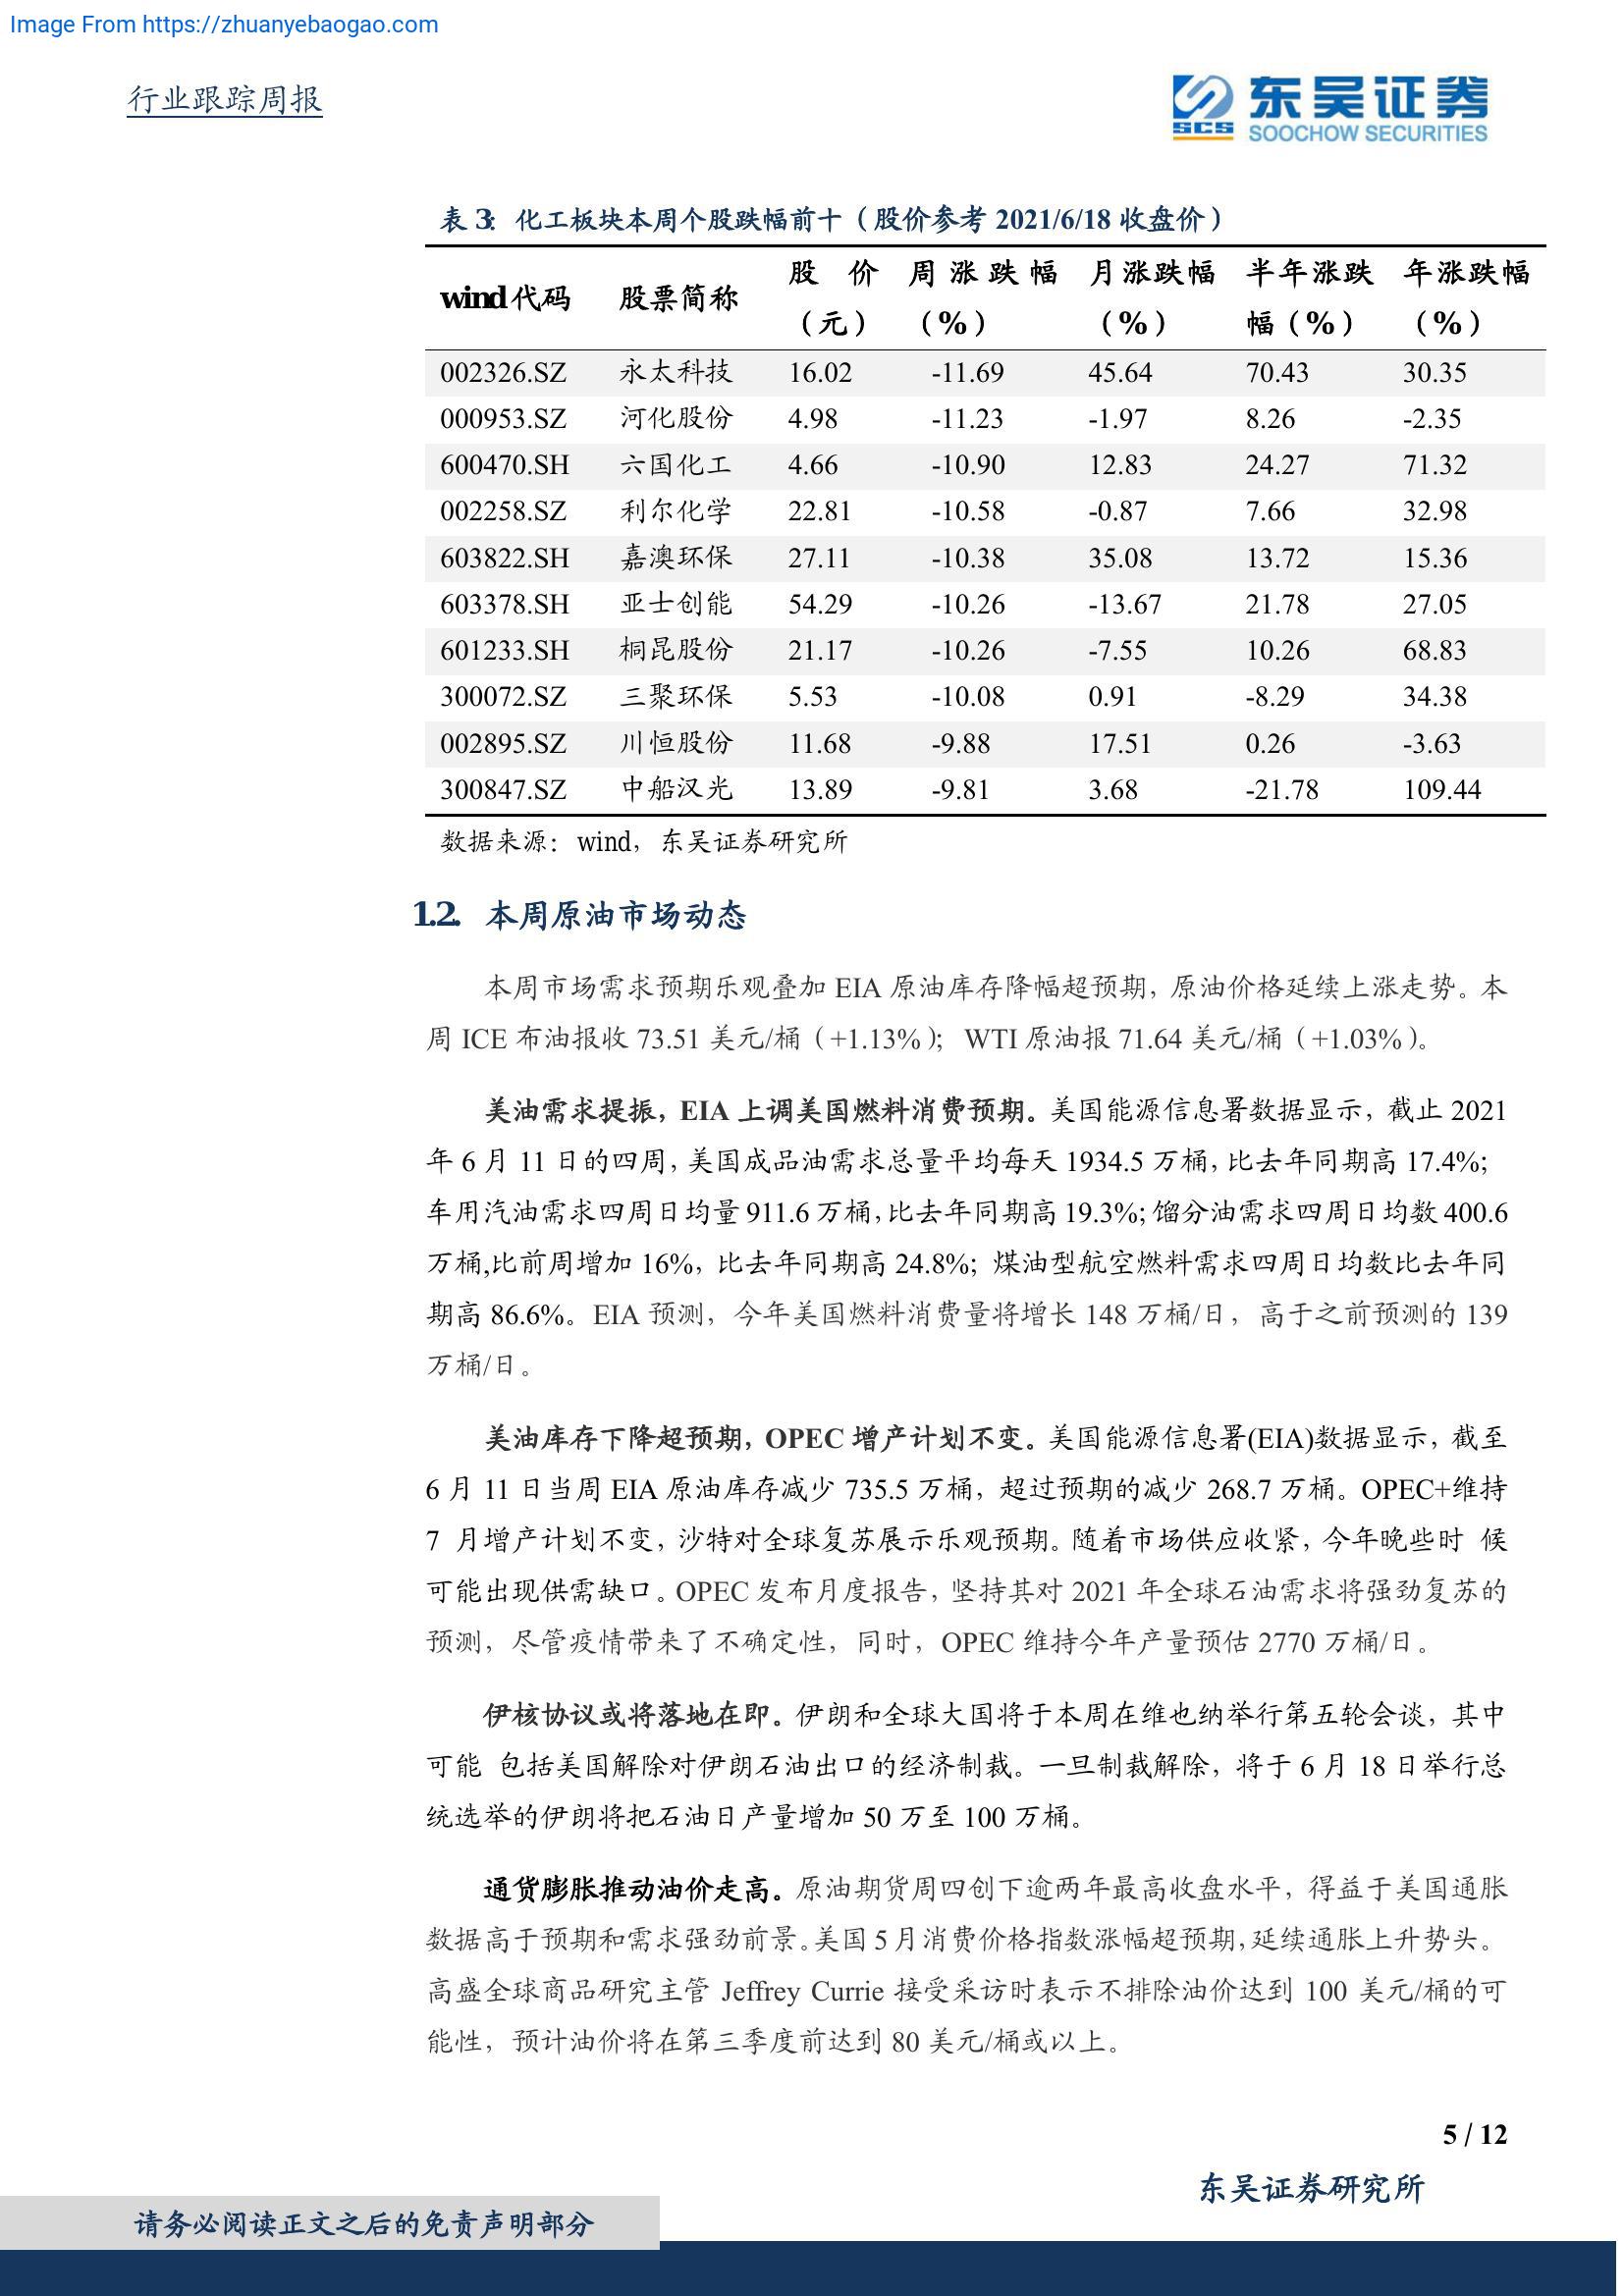 Image From https://zhuanyebaogao.com
行业跟踪周报
东吴证券
SCS
SOOCHOW SECURITIES
表 3：化工板块本周个股跌幅前十（股价参考 2021/6/18 收盘价）
wind 代码 股票简称 股价（元） 周涨跌幅（%） 月涨跌幅（%） 半年涨跌幅（%） 年涨跌幅（%）
002326.SZ 永太科技 16.02 -11.69 45.64 70.43 30.35
000953.SZ 河化股份 4.98 -11.23 -1.97 8.26 -2.35
600470.SH 六国化工 4.66 -10.90 12.83 24.27 71.32
002258.SZ 利尔化学 22.81 -10.58 -0.87 7.66 32.98
603822.SH 嘉澳环保 27.11 -10.38 35.08 13.72 15.36
603378.SH 亚士创能 54.29 -10.26 -13.67 21.78 27.05
601233.SH 桐昆股份 21.17 -10.26 -7.55 10.26 68.83
300072.SZ 三聚环保 5.53 -10.08 0.91 -8.29 34.38
002895.SZ 川恒股份 11.68 -9.88 17.51 0.26 -3.63
300847.SZ 中船汉光 13.89 -9.81 3.68 -21.78 109.44
数据来源：wind，东吴证券研究所
1.2. 本周原油市场动态
本周市场需求预期乐观叠加 EIA 原油库存降幅超预期，原油价格延续上涨走势。本
周 ICE 布油报收 73.51 美元/桶（+1.13%）；WTI 原油报 71.64 美元/桶（+1.03%）。
美油需求提振，EIA 上调美国燃料消费预期。美国能源信息署数据显示，截止 2021
年 6 月 11 日的四周，美国成品油需求总量平均每天 1934.5 万桶，比去年同期高 17.4%；
车用汽油需求四周日均量 911.6 万桶，比去年同期高 19.3%；馏分油需求四周日均数 400.6
万桶,比前周增加 16%，比去年同期高 24.8%；煤油型航空燃料需求四周日均数比去年同
期高 86.6%。EIA 预测，今年美国燃料消费量将增长 148 万桶/日，高于之前预测的 139
万桶/日。
美油库存下降超预期，OPEC 增产计划不变。美国能源信息署(EIA)数据显示，截至
6 月 11 日当周 EIA 原油库存减少 735.5 万桶，超过预期的减少 268.7 万桶。OPEC+维持
7 月增产计划不变，沙特对全球复苏展示乐观预期。随着市场供应收紧，今年晚些时 候
可能出现供需缺口。OPEC 发布月度报告，坚持其对 2021 年全球石油需求将强劲复苏的
预测，尽管疫情带来了不确定性，同时，OPEC 维持今年产量预估 2770 万桶/日。
伊核协议或将落地在即。伊朗和全球大国将于本周在维也纳举行第五轮会谈，其中
可能 包括美国解除对伊朗石油出口的经济制裁。一旦制裁解除，将于 6 月 18 日举行总
统选举的伊朗将把石油日产量增加 50 万至 100 万桶。
通货膨胀推动油价走高。原油期货周四创下逾两年最高收盘水平，得益于美国通胀
数据高于预期和需求强劲前景。美国 5 月消费价格指数涨幅超预期，延续通胀上升势头。
高盛全球商品研究主管 Jeffrey Currie 接受采访时表示不排除油价达到 100 美元/桶的可
能性，预计油价将在第三季度前达到 80 美元/桶或以上。
5 / 12
东吴证券研究所
请务必阅读正文之后的免责声明部分